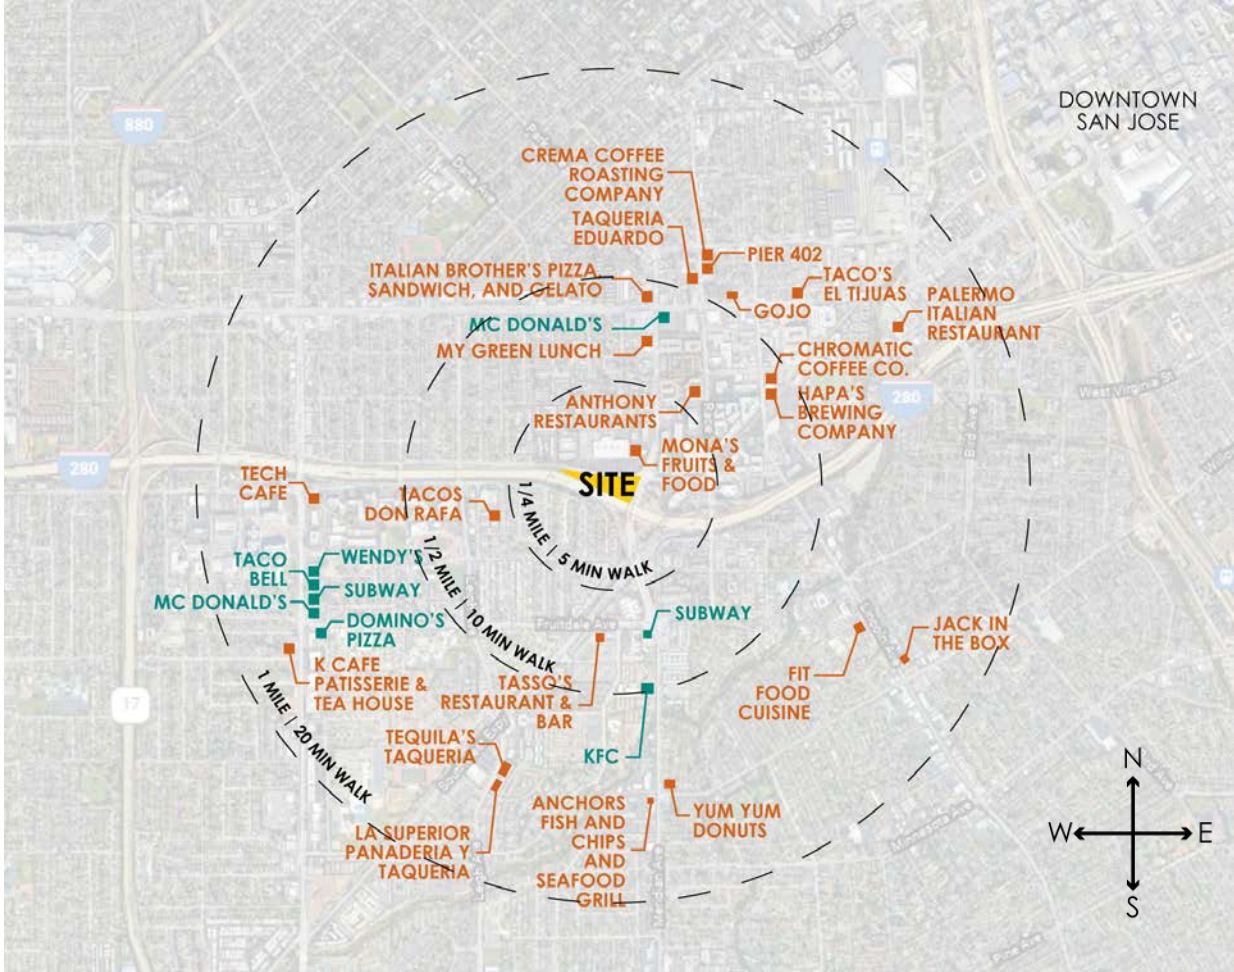 W Julian St
DOWNTOWN
SAN JOSE
880
CREMA COFFEE
ROASTING
COMPANY
TAQUERIA
EDUARDO
PIER 402
ITALIAN BROTHER'S PIZZA,
SANDWICH, AND GELATO
TACO'S
EL TIJUAS
GOJO
PALERMO
ITALIAN
RESTAURANT
MC DONALD'S
MY GREEN LUNCH
CHROMATIC
COFFEE CO.
HAPA'S
BREWING
COMPANY
280
ANTHONY
RESTAURANTS
MONA'S
FRUITS &
FOOD
280
SITE
TECH
CAFE
TACOS
DON RAFA
1/4 MILE | 5 MIN WALK
1/2 MILE | 10 MIN WALK
1 MILE | 20 MIN WALK
TACO
BELL
WENDY'S
SUBWAY
MC DONALD'S
DOMINO'S
PIZZA
Fruitdale Ave
SUBWAY
JACK IN
THE BOX
K CAFE
PATISSERIE &
TEA HOUSE
TASSO'S
RESTAURANT &
BAR
FIT
FOOD
CUISINE
17
TEQUILA'S
TAQUERIA
KFC
LA SUPERIOR
PANADERIA Y
TAQUERIA
ANCHORS
FISH AND
CHIPS
AND
SEAFOOD
GRILL
YUM YUM
DONUTS
N
W
E
S